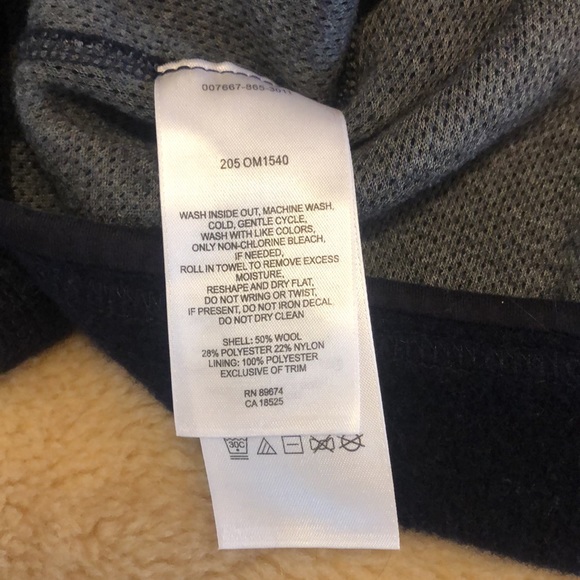 007667-865-3011
205 OM1540
WASH INSIDE OUT, MACHINE WASH,
COLD, GENTLE CYCLE,
WASH WITH LIKE COLORS,
ONLY NON-CHLORINE BLEACH,
IF NEEDED,
ROLL IN TOWEL TO REMOVE EXCESS
MOISTURE,
RESHAPE AND DRY FLAT,
DO NOT WRING OR TWIST,
IF PRESENT, DO NOT IRON DECAL
DO NOT DRY CLEAN
SHELL: 50% WOOL
28% POLYESTER 22% NYLON
LINING: 100% POLYESTER
EXCLUSIVE OF TRIM
RN 89674
CA 18525
30C